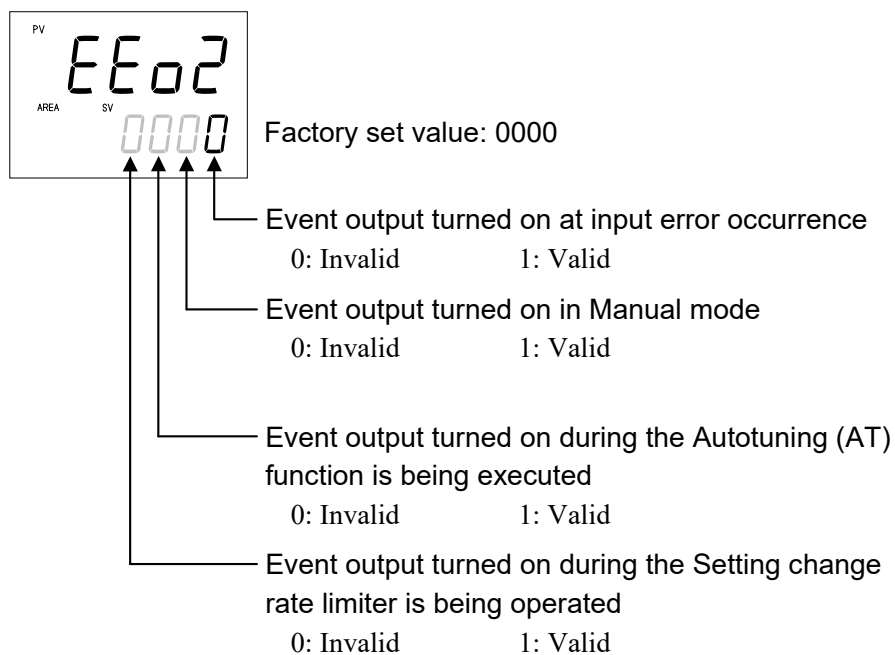 PV
EEo2
AREA SV
0000
Factory set value: 0000
Event output turned on at input error occurrence
0: Invalid 1: Valid
Event output turned on in Manual mode
0: Invalid 1: Valid
Event output turned on during the Autotuning (AT)
function is being executed
0: Invalid 1: Valid
Event output turned on during the Setting change
rate limiter is being operated
0: Invalid 1: Valid